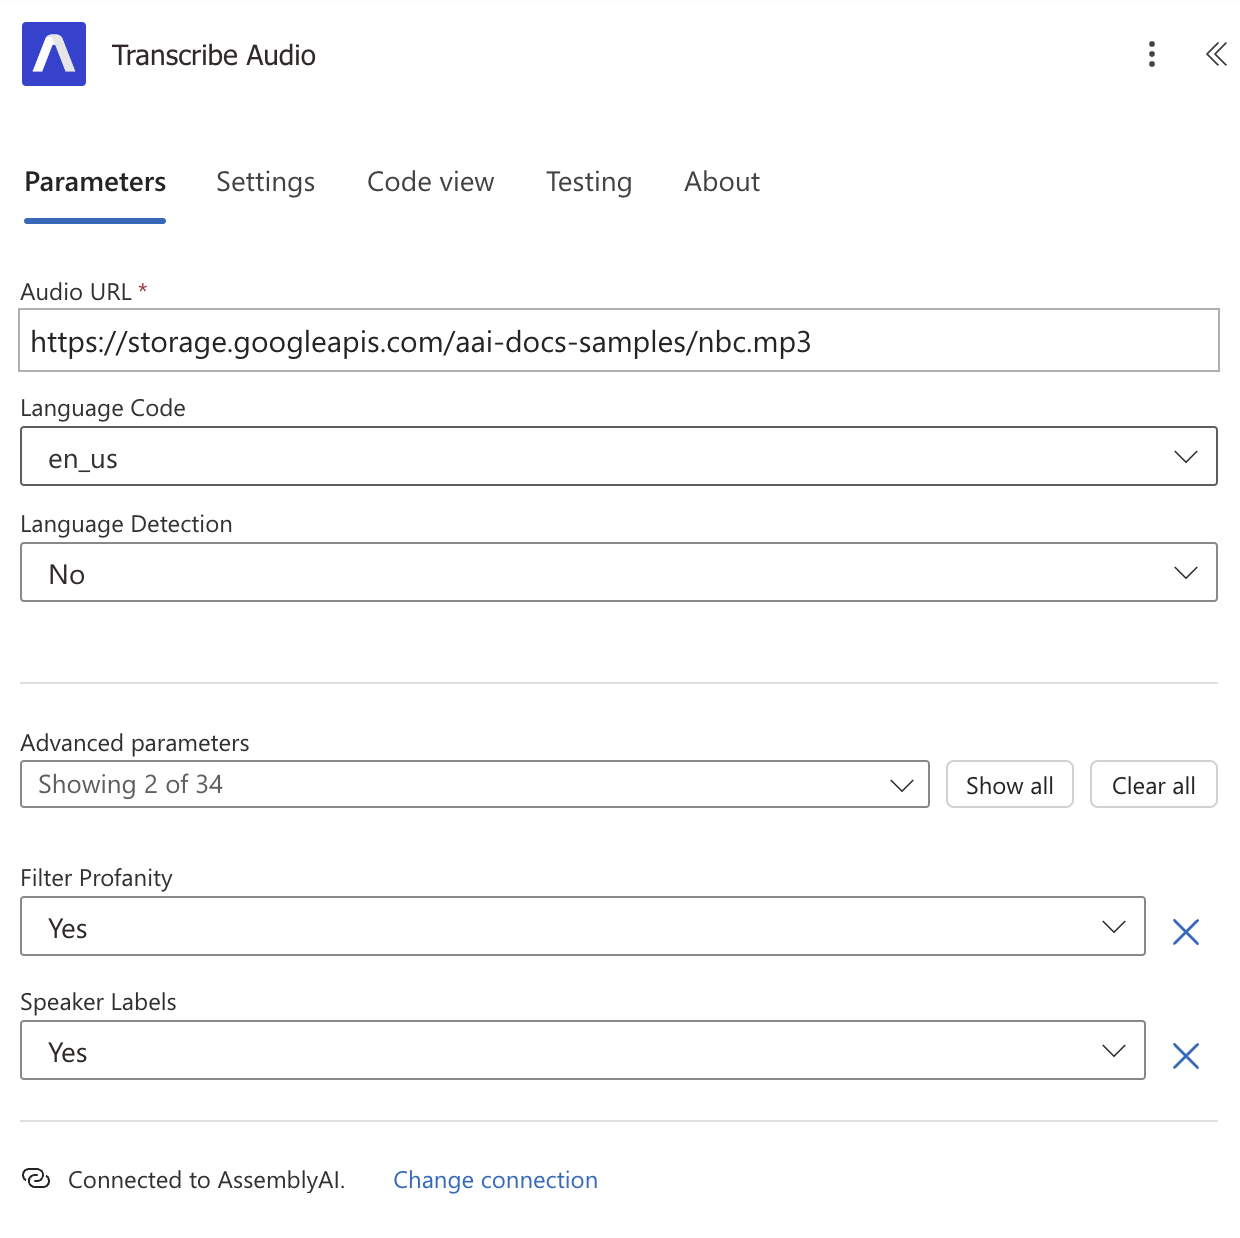 Transcribe Audio
Parameters Settings Code view Testing About
Audio URL *
https://storage.googleapis.com/aai-docs-samples/nbc.mp3
Language Code
en_us
Language Detection
No
Advanced parameters
Showing 2 of 34 Show all Clear all
Filter Profanity
Yes
Speaker Labels
Yes
Connected to AssemblyAI. Change connection